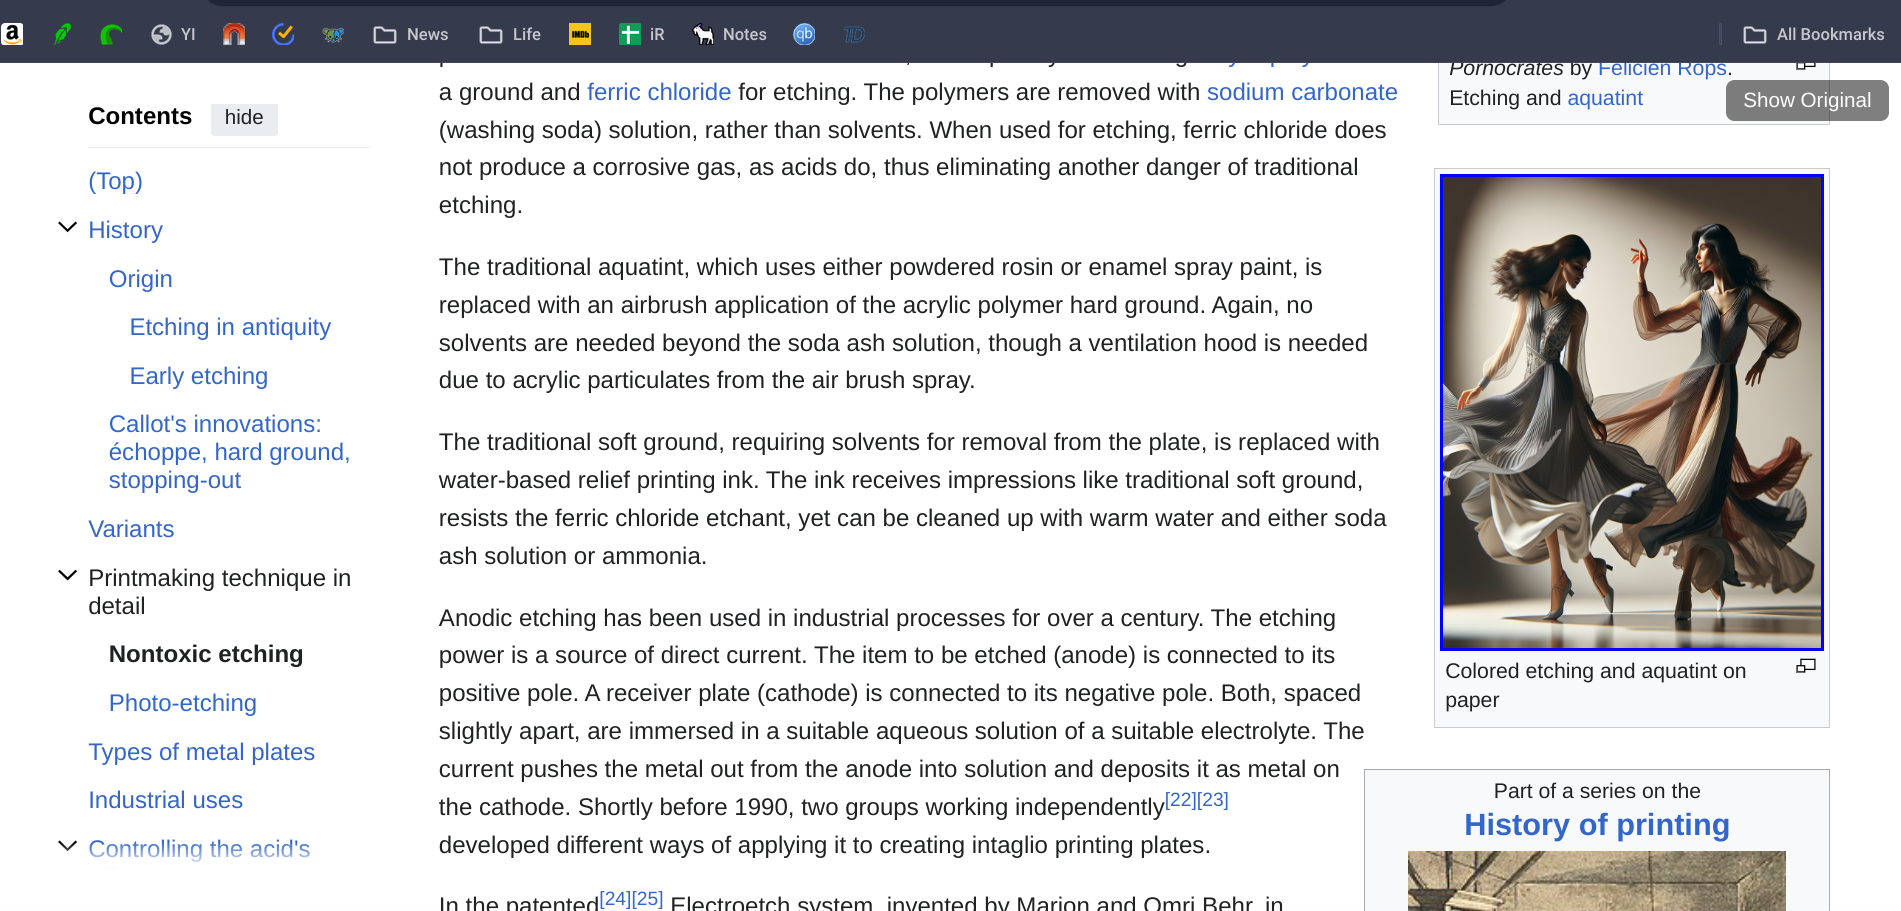 YI
News
Life
IMDb
iR
Notes
qb
TD
All Bookmarks
Contents
hide
(Top)
History
Origin
Etching in antiquity
Early etching
Callot's innovations:
échoppe, hard ground,
stopping-out
Variants
Printmaking technique in
detail
Nontoxic etching
Photo-etching
Types of metal plates
Industrial uses
Controlling the acid's
a ground and ferric chloride for etching. The polymers are removed with sodium carbonate
(washing soda) solution, rather than solvents. When used for etching, ferric chloride does
not produce a corrosive gas, as acids do, thus eliminating another danger of traditional
etching.
The traditional aquatint, which uses either powdered rosin or enamel spray paint, is
replaced with an airbrush application of the acrylic polymer hard ground. Again, no
solvents are needed beyond the soda ash solution, though a ventilation hood is needed
due to acrylic particulates from the air brush spray.
The traditional soft ground, requiring solvents for removal from the plate, is replaced with
water-based relief printing ink. The ink receives impressions like traditional soft ground,
resists the ferric chloride etchant, yet can be cleaned up with warm water and either soda
ash solution or ammonia.
Anodic etching has been used in industrial processes for over a century. The etching
power is a source of direct current. The item to be etched (anode) is connected to its
positive pole. A receiver plate (cathode) is connected to its negative pole. Both, spaced
slightly apart, are immersed in a suitable aqueous solution of a suitable electrolyte. The
current pushes the metal out from the anode into solution and deposits it as metal on
the cathode. Shortly before 1990, two groups working independently[22][23]
developed different ways of applying it to creating intaglio printing plates.
In the patented[24][25] Electroetch system, invented by Marion and Omri Behr, in
Pornocrates by Félicien Rops.
Etching and aquatint
Show Original
Colored etching and aquatint on
paper
Part of a series on the
History of printing